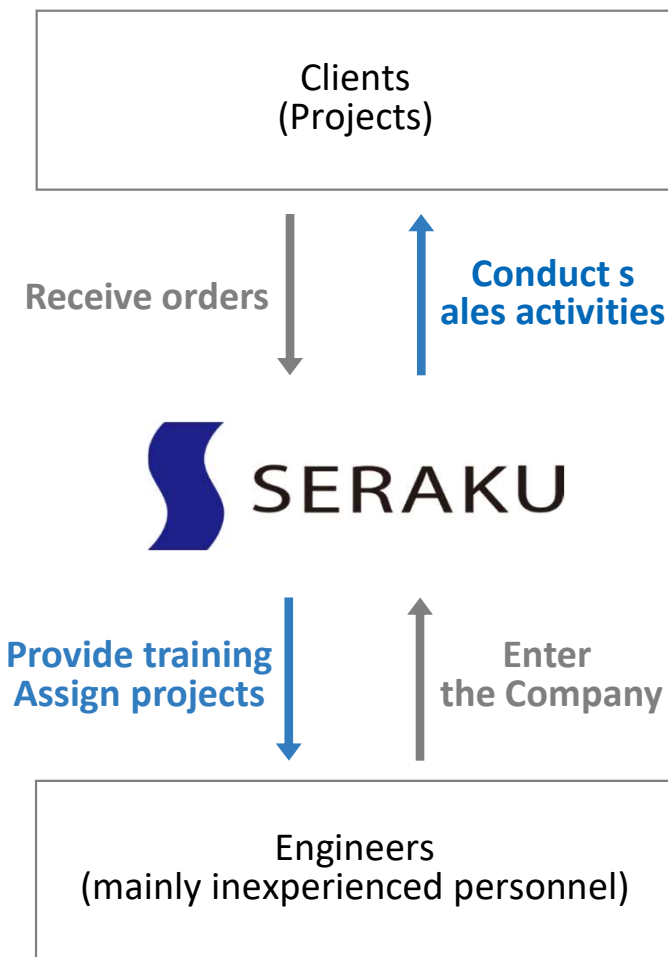 Clients
(Projects)
Receive orders
Conduct s
ales activities
SERAKU
Provide training
Assign projects
Enter
the Company
Engineers
(mainly inexperienced personnel)